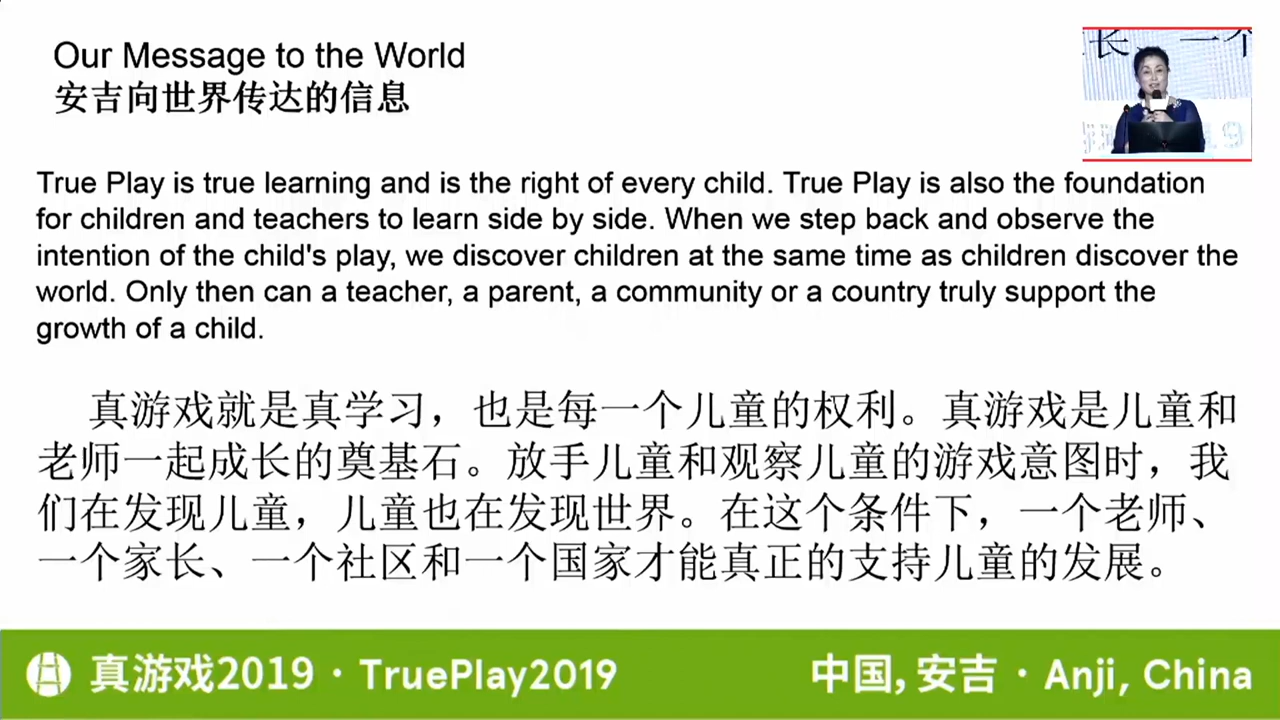 Our Message to the World
安吉向世界传达的信息
True Play is true learning and is the right of every child. True Play is also the foundation
for children and teachers to learn side by side. When we step back and observe the
intention of the child's play, we discover children at the same time as children discover the
world. Only then can a teacher, a parent, a community or a country truly support the
growth of a child.
真游戏就是真学习，也是每一个儿童的权利。真游戏是儿童和
老师一起成长的奠基石。放手儿童和观察儿童的游戏意图时，我
们在发现儿童，儿童也在发现世界。在这个条件下，一个老师、
一个家长、一个社区和一个国家才能真正的支持儿童的发展。
真游戏2019 · TruePlay2019
中国, 安吉 · Anji, China